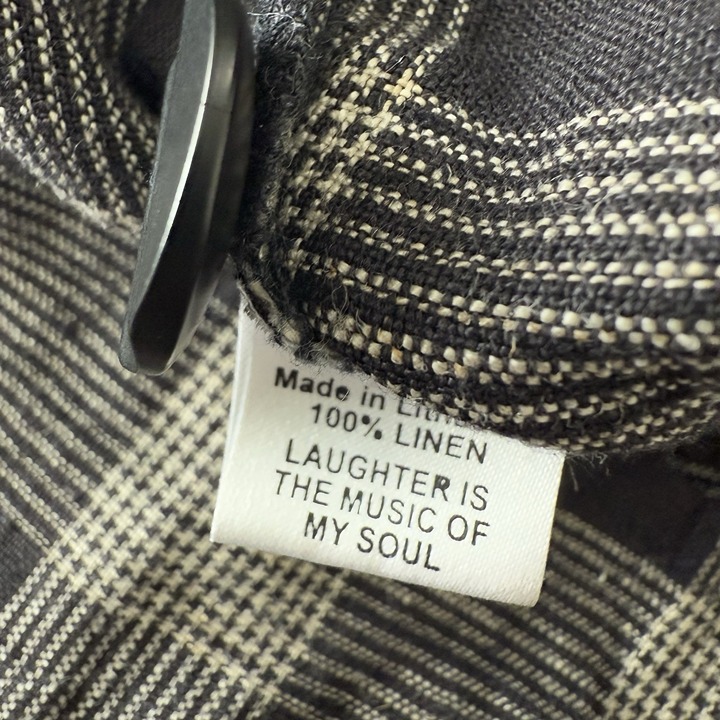 Made in
100% LINEN
LAUGHTER IS
THE MUSIC OF
MY SOUL